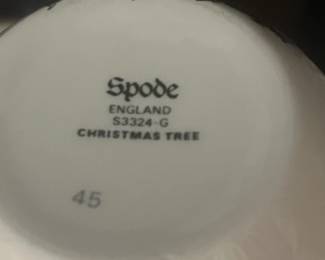 Spode
ENGLAND
S3324-G
CHRISTMAS TREE
45